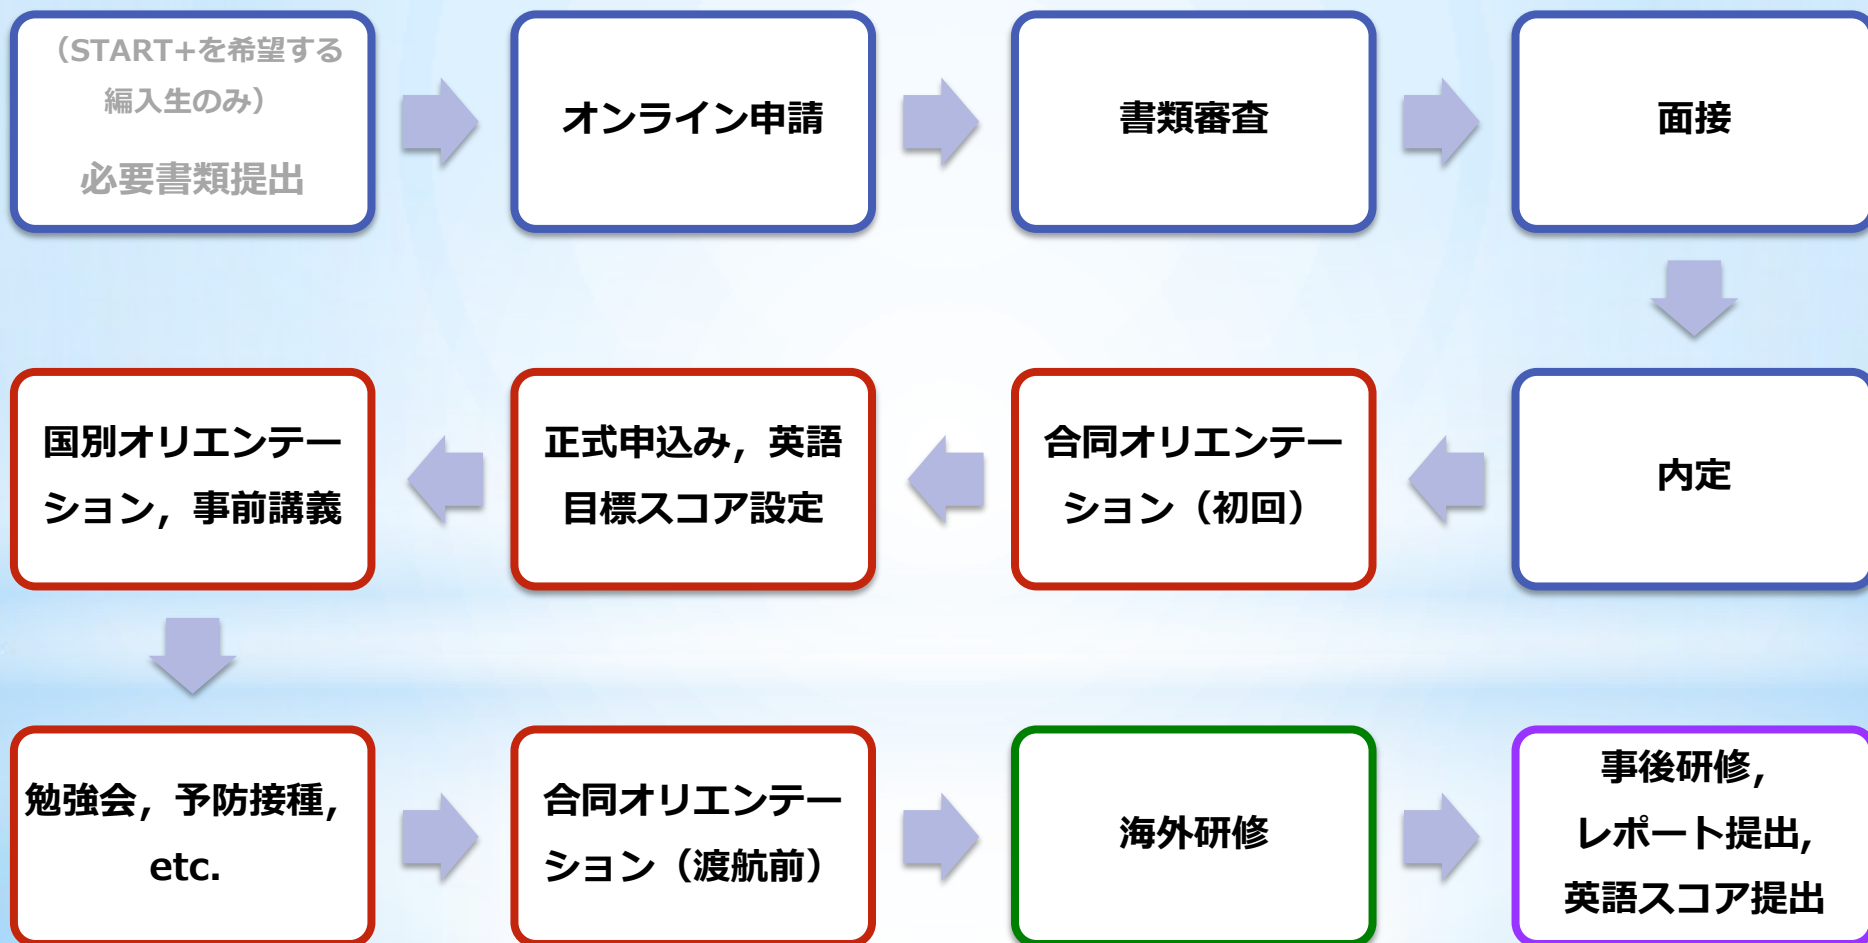 （START+を希望する
編入生のみ）
必要書類提出
オンライン申請
書類審査
面接
内定
合同オリエンテー
ション（初回）
正式申込み，英語
目標スコア設定
国別オリエンテー
ション，事前講義
勉強会，予防接種，
etc.
合同オリエンテー
ション（渡航前）
海外研修
事後研修，
レポート提出，
英語スコア提出